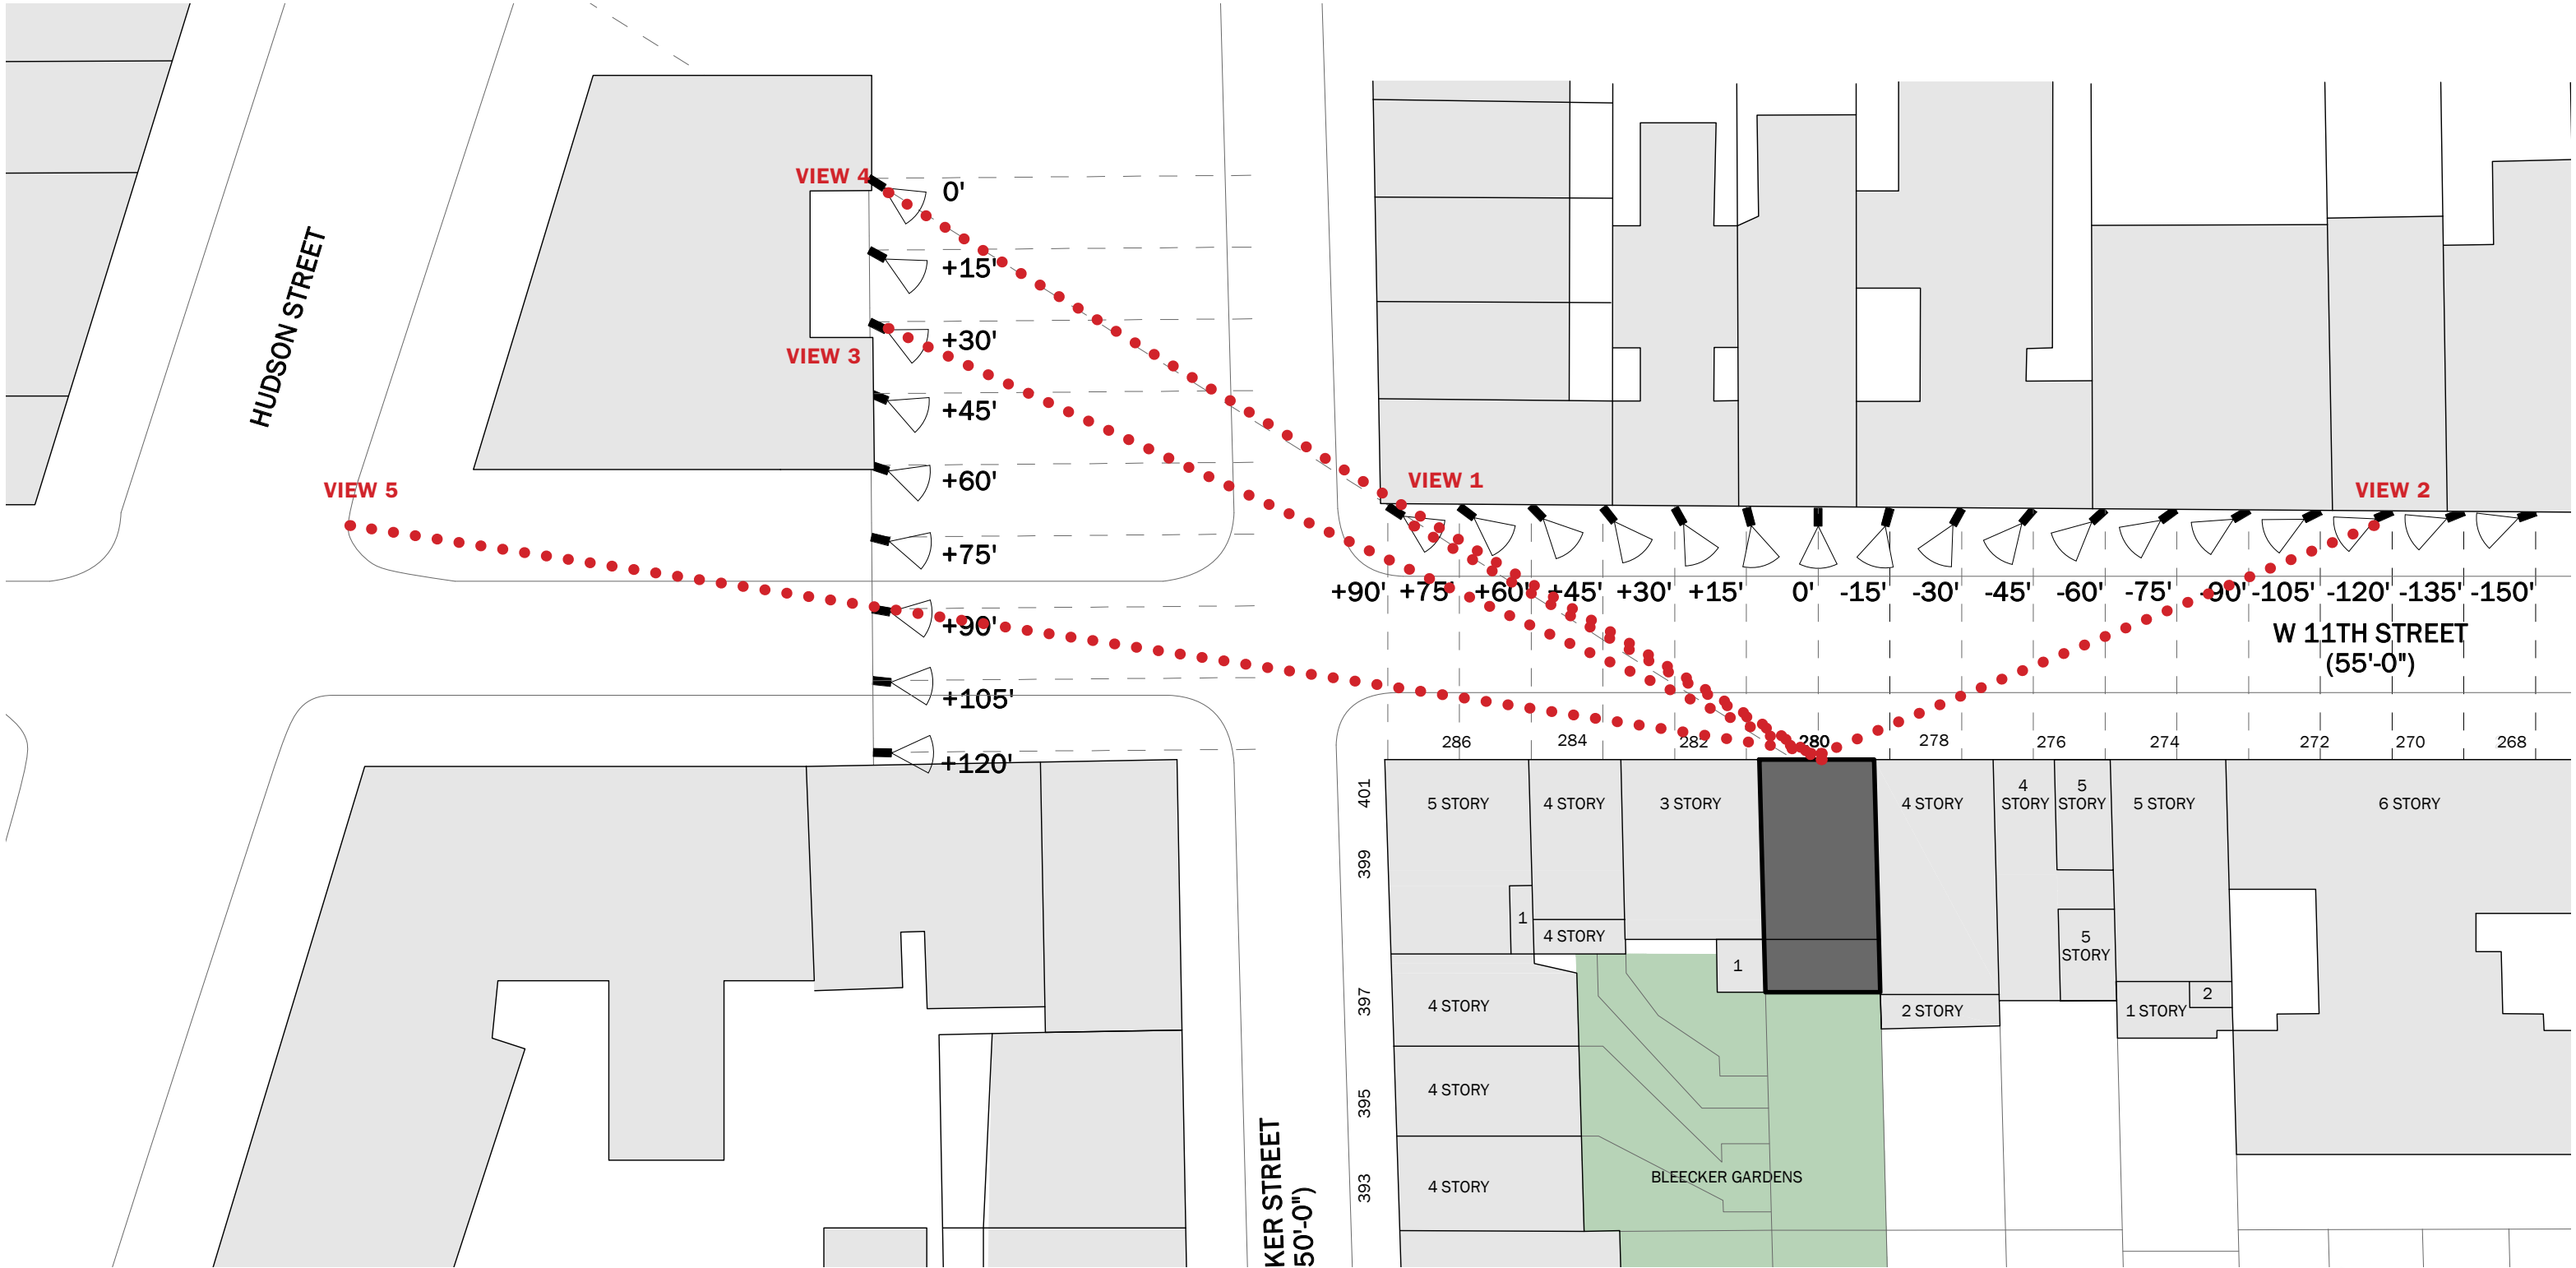 VIEW 4
0'
+15'
+30'
VIEW 3
+45'
+60'
+75'
+90'
+105'
+120'
HUDSON STREET
VIEW 5
VIEW 1
VIEW 2
+90' +75' +60' +45' +30' +15' 0' -15' -30' -45' -60' -75' -90' -105' -120' -135' -150'
W 11TH STREET
(55'-0")
286 284 282 280 278 276 274 272 270 268
401
399
397
395
393
5 STORY
4 STORY
3 STORY
4 STORY
4
STORY
5
STORY
5 STORY
6 STORY
1
4 STORY
1
5
STORY
4 STORY
2 STORY
1 STORY
2
4 STORY
4 STORY
BLEECKER GARDENS
KER STREET
50'-0")